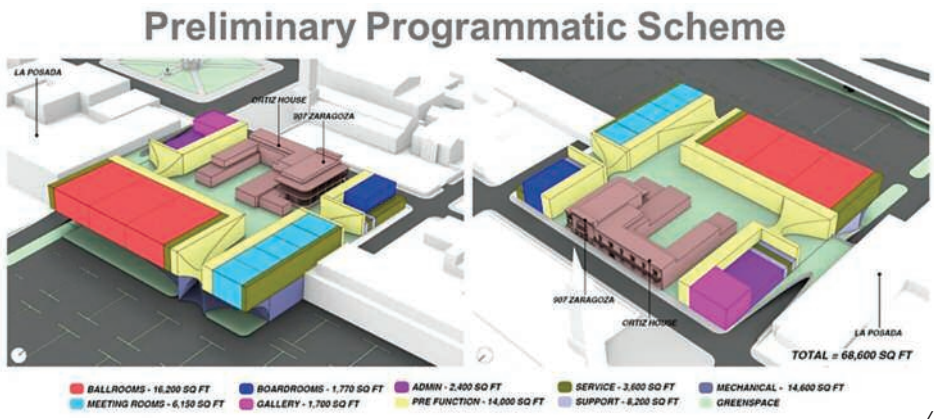 Preliminary Programmatic Scheme
LA POSADA
ORTIZ HOUSE
907 ZARAGOZA
907 ZARAGOZA
ORTIZ HOUSE
LA POSADA
TOTAL = 68,600 SQ FT
BALLROOMS - 16,200 SQ FT
BOARDROOMS - 1,770 SQ FT
ADMIN - 2,400 SQ FT
SERVICE - 3,600 SQ FT
MECHANICAL - 14,600 SQ FT
MEETING ROOMS - 6,150 SQ FT
GALLERY - 1,700 SQ FT
PRE FUNCTION - 14,000 SQ FT
SUPPORT - 8,200 SQ FT
GREENSPACE